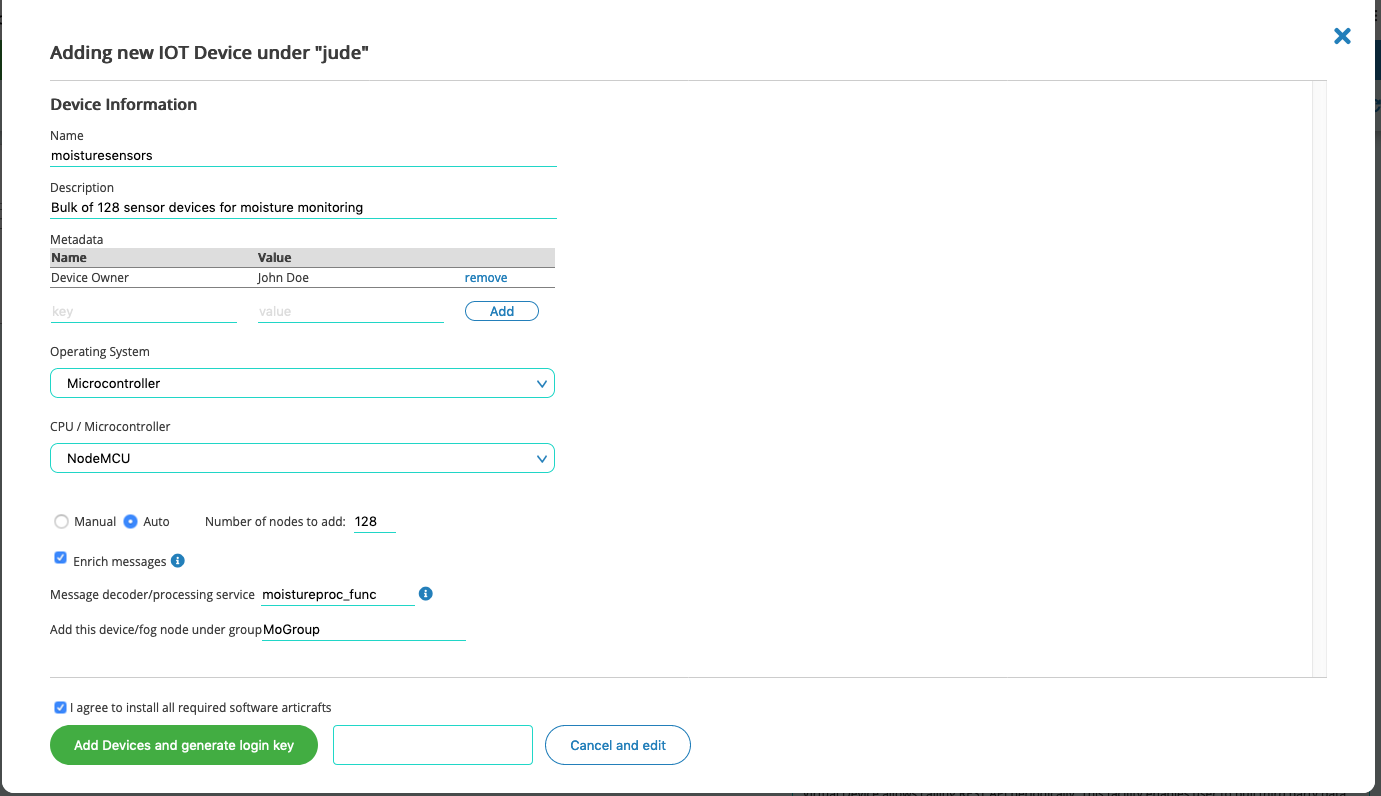 Adding new IOT Device under "jude"
Device Information
Name
moisturesensors
Description
Bulk of 128 sensor devices for moisture monitoring
Metadata
Name Value
Device Owner John Doe remove
key value Add
Operating System
Microcontroller
CPU / Microcontroller
NodeMCU
Manual Auto Number of nodes to add: 128
Enrich messages
Message decoder/processing service moistureproc_func
Add this device/fog node under group MoGroup
I agree to install all required software articrafts
Add Devices and generate login key Cancel and edit